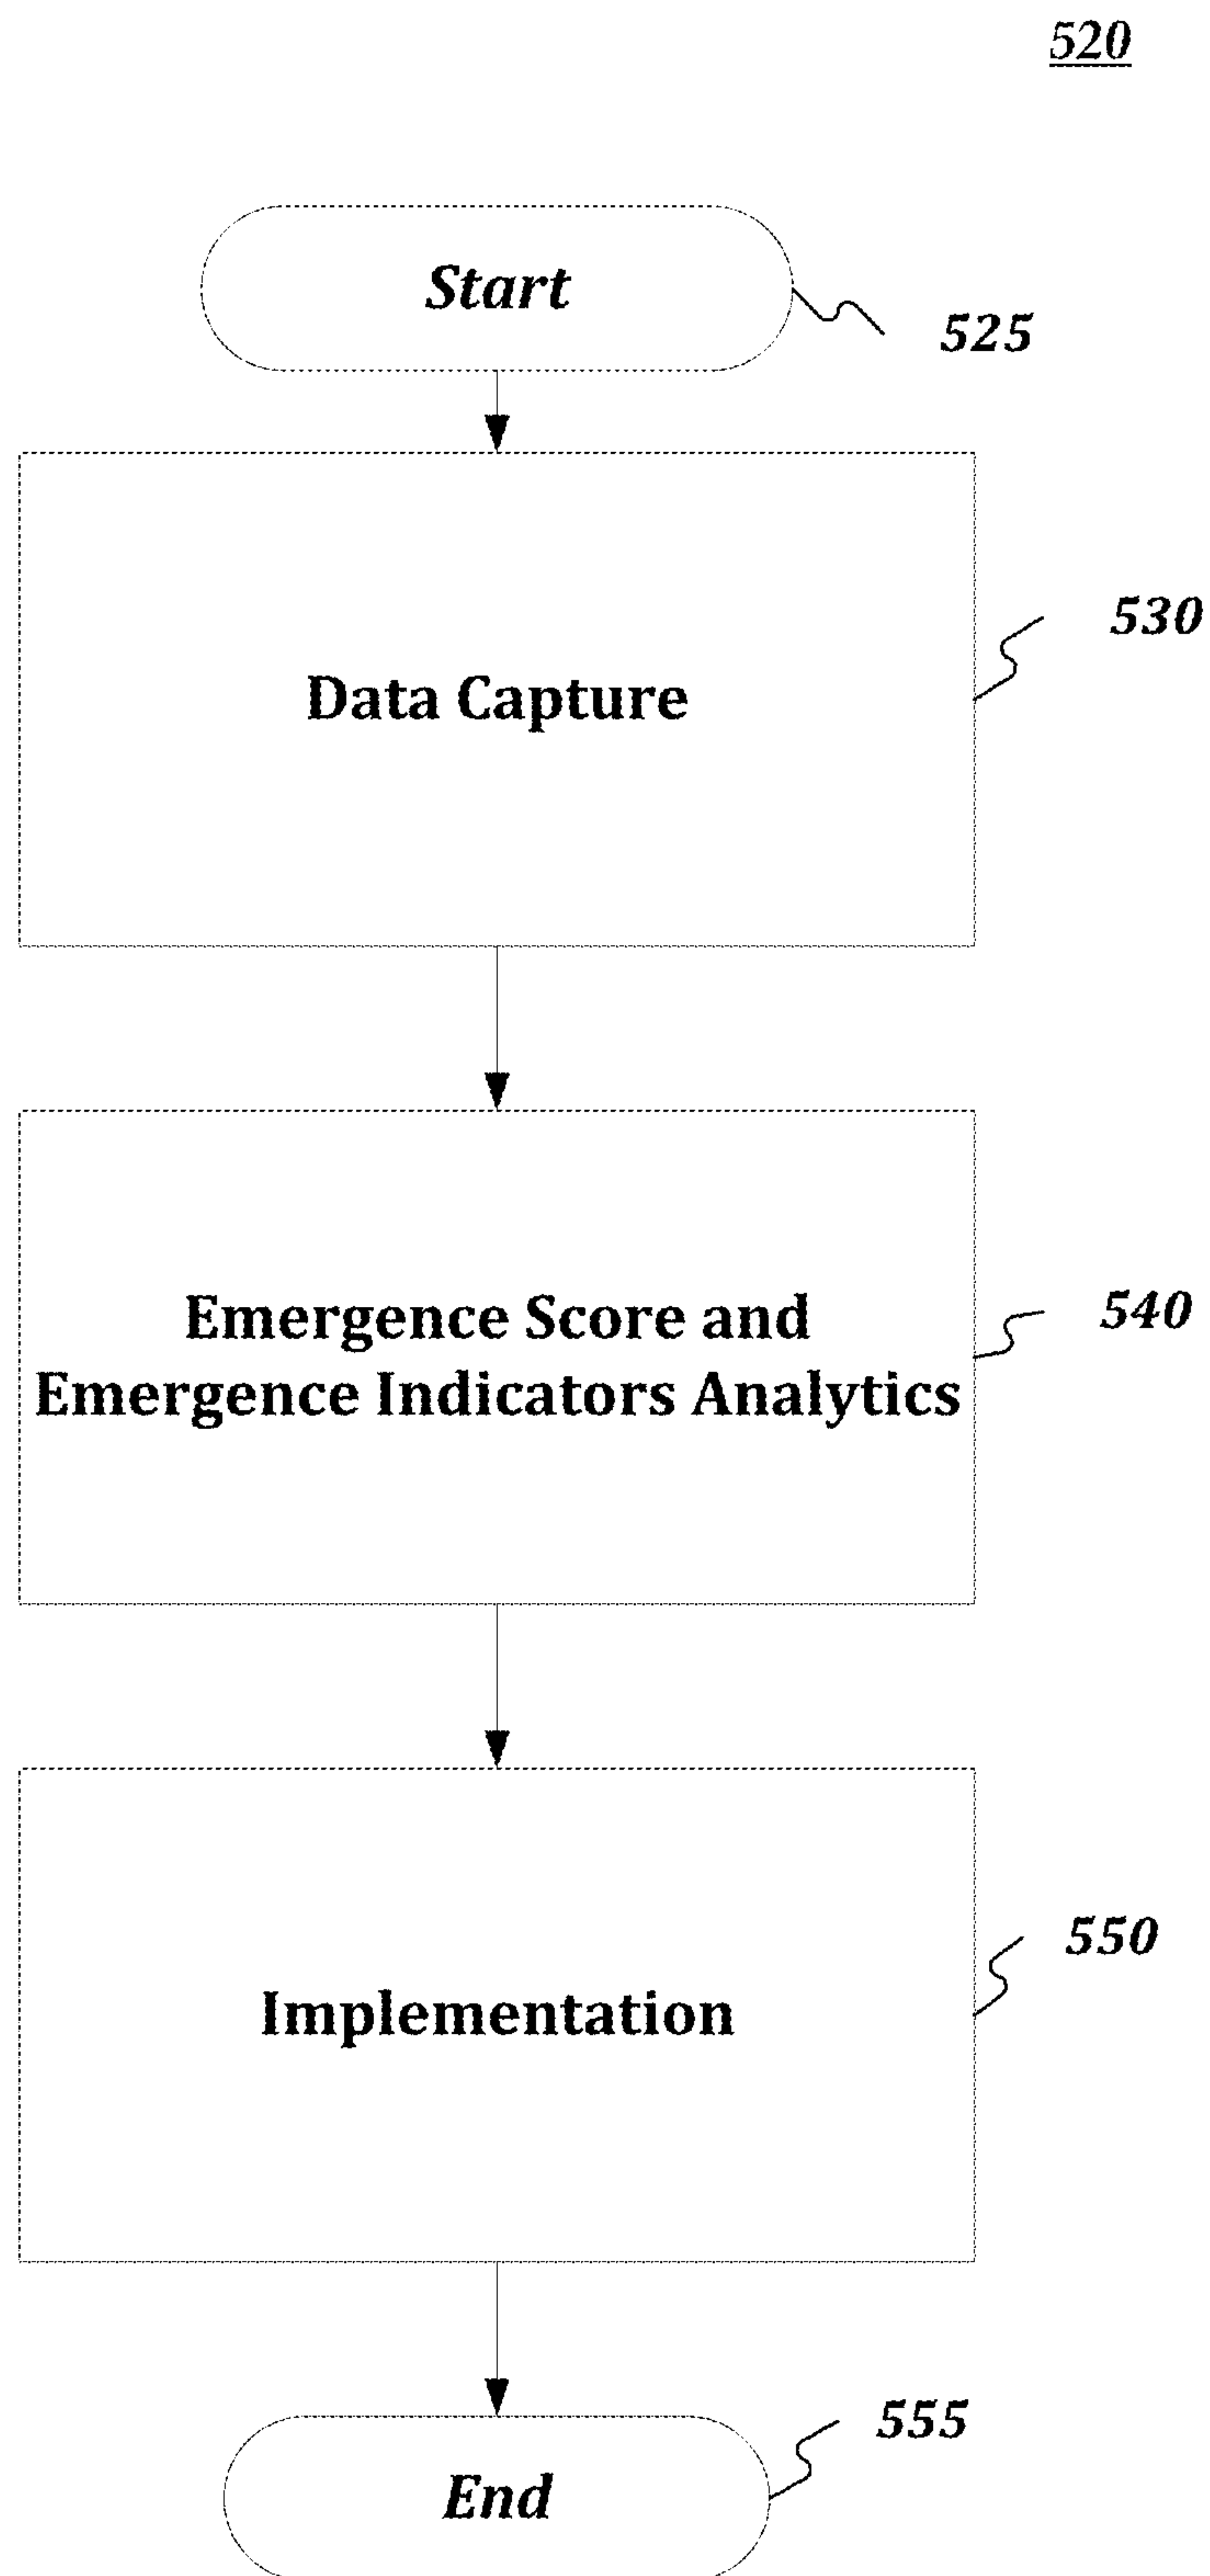 520
Start
525
Data Capture
530
Emergence Score and
Emergence Indicators Analytics
540
Implementation
550
End
555